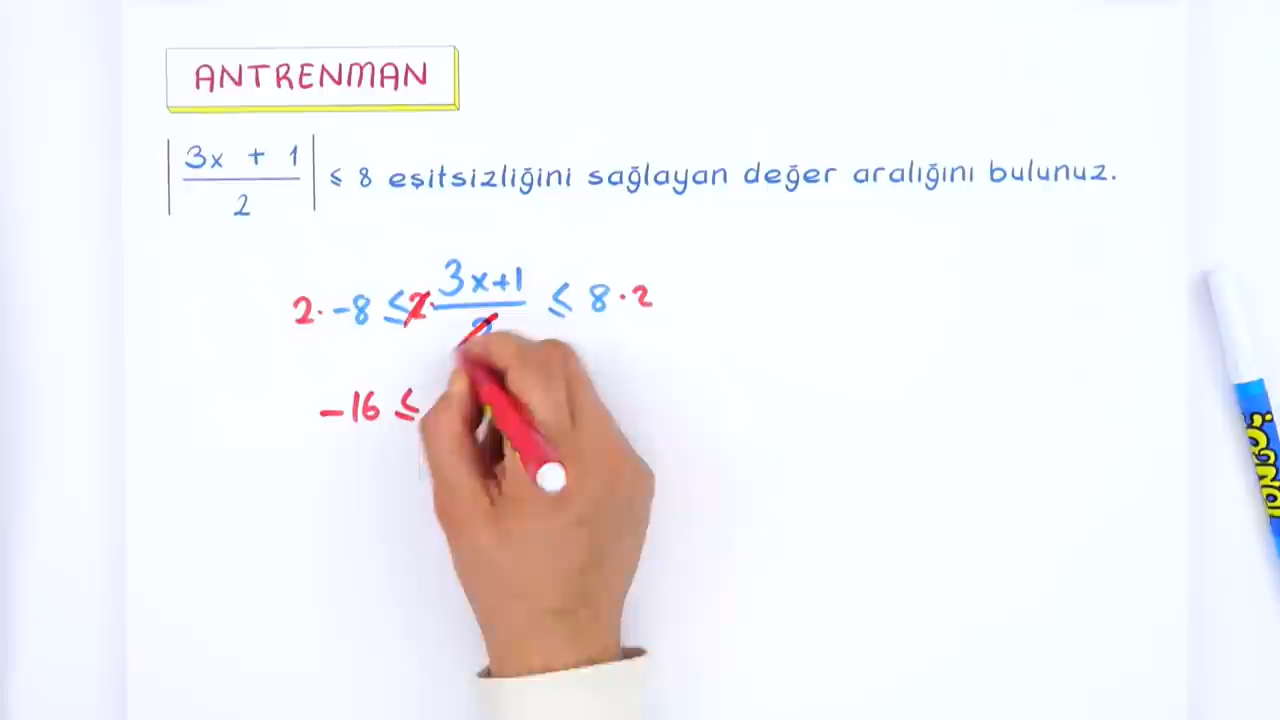 ANTRENMAN
|3x + 1 / 2| ≤ 8 eşitsizliğini sağlayan değer aralığını bulunuz.
2 · -8 ≤ 2 · 3x+1 / 2 ≤ 8 · 2
-16 ≤